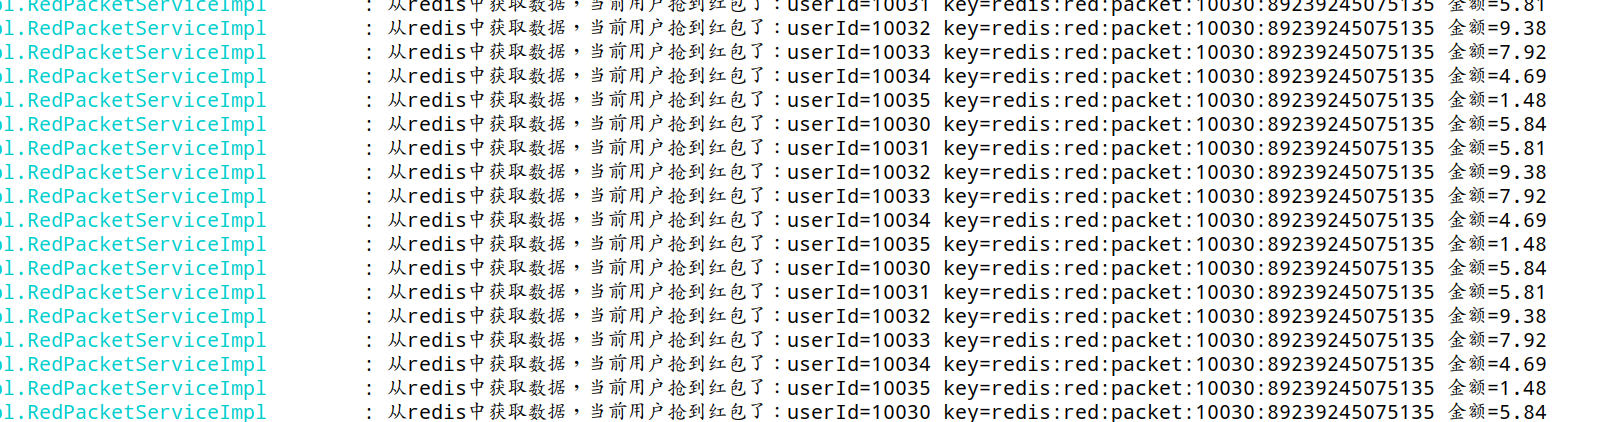 ol.RedPacketServiceImpl : 从redis中获取数据，当前用户抢到红包了：userId=10031 key=redis:red:packet:10030:89239245075135 金额=5.81
ol.RedPacketServiceImpl : 从redis中获取数据，当前用户抢到红包了：userId=10032 key=redis:red:packet:10030:89239245075135 金额=9.38
ol.RedPacketServiceImpl : 从redis中获取数据，当前用户抢到红包了：userId=10033 key=redis:red:packet:10030:89239245075135 金额=7.92
ol.RedPacketServiceImpl : 从redis中获取数据，当前用户抢到红包了：userId=10034 key=redis:red:packet:10030:89239245075135 金额=4.69
ol.RedPacketServiceImpl : 从redis中获取数据，当前用户抢到红包了：userId=10035 key=redis:red:packet:10030:89239245075135 金额=1.48
ol.RedPacketServiceImpl : 从redis中获取数据，当前用户抢到红包了：userId=10030 key=redis:red:packet:10030:89239245075135 金额=5.84
ol.RedPacketServiceImpl : 从redis中获取数据，当前用户抢到红包了：userId=10031 key=redis:red:packet:10030:89239245075135 金额=5.81
ol.RedPacketServiceImpl : 从redis中获取数据，当前用户抢到红包了：userId=10032 key=redis:red:packet:10030:89239245075135 金额=9.38
ol.RedPacketServiceImpl : 从redis中获取数据，当前用户抢到红包了：userId=10033 key=redis:red:packet:10030:89239245075135 金额=7.92
ol.RedPacketServiceImpl : 从redis中获取数据，当前用户抢到红包了：userId=10034 key=redis:red:packet:10030:89239245075135 金额=4.69
ol.RedPacketServiceImpl : 从redis中获取数据，当前用户抢到红包了：userId=10035 key=redis:red:packet:10030:89239245075135 金额=1.48
ol.RedPacketServiceImpl : 从redis中获取数据，当前用户抢到红包了：userId=10030 key=redis:red:packet:10030:89239245075135 金额=5.84
ol.RedPacketServiceImpl : 从redis中获取数据，当前用户抢到红包了：userId=10031 key=redis:red:packet:10030:89239245075135 金额=5.81
ol.RedPacketServiceImpl : 从redis中获取数据，当前用户抢到红包了：userId=10032 key=redis:red:packet:10030:89239245075135 金额=9.38
ol.RedPacketServiceImpl : 从redis中获取数据，当前用户抢到红包了：userId=10033 key=redis:red:packet:10030:89239245075135 金额=7.92
ol.RedPacketServiceImpl : 从redis中获取数据，当前用户抢到红包了：userId=10034 key=redis:red:packet:10030:89239245075135 金额=4.69
ol.RedPacketServiceImpl : 从redis中获取数据，当前用户抢到红包了：userId=10035 key=redis:red:packet:10030:89239245075135 金额=1.48
ol.RedPacketServiceImpl : 从redis中获取数据，当前用户抢到红包了：userId=10030 key=redis:red:packet:10030:89239245075135 金额=5.84